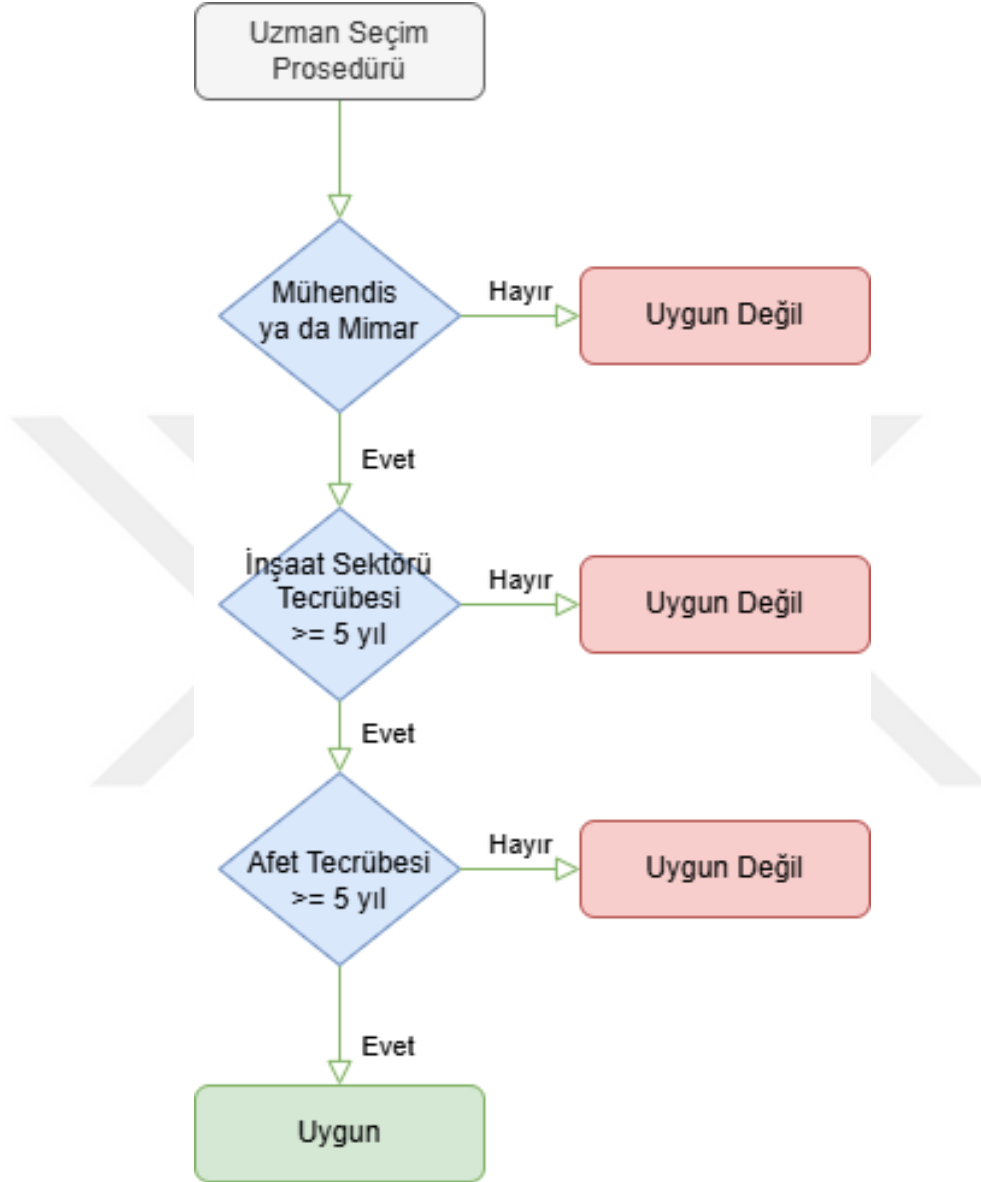 Uzman Seçim
Prosedürü
Mühendis
ya da Mimar
Hayır
Uygun Değil
Evet
İnşaat Sektörü
Tecrübesi
>= 5 yıl
Hayır
Uygun Değil
Evet
Afet Tecrübesi
>= 5 yıl
Hayır
Uygun Değil
Evet
Uygun